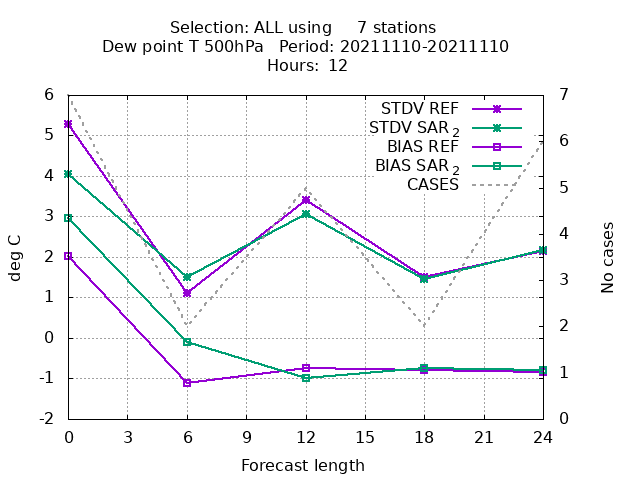 Selection: ALL using 7 stations
Dew point T 500hPa Period: 20211110-20211110
Hours: 12
6 7
STDV REF
5 6
STDV SAR 2
BIAS REF
4 5
BIAS SAR 2
CASES
3
4
2
3
1
2
0
1
-1
-2 0
deg C
No cases
0 3 6 9 12 15 18 21 24
Forecast length